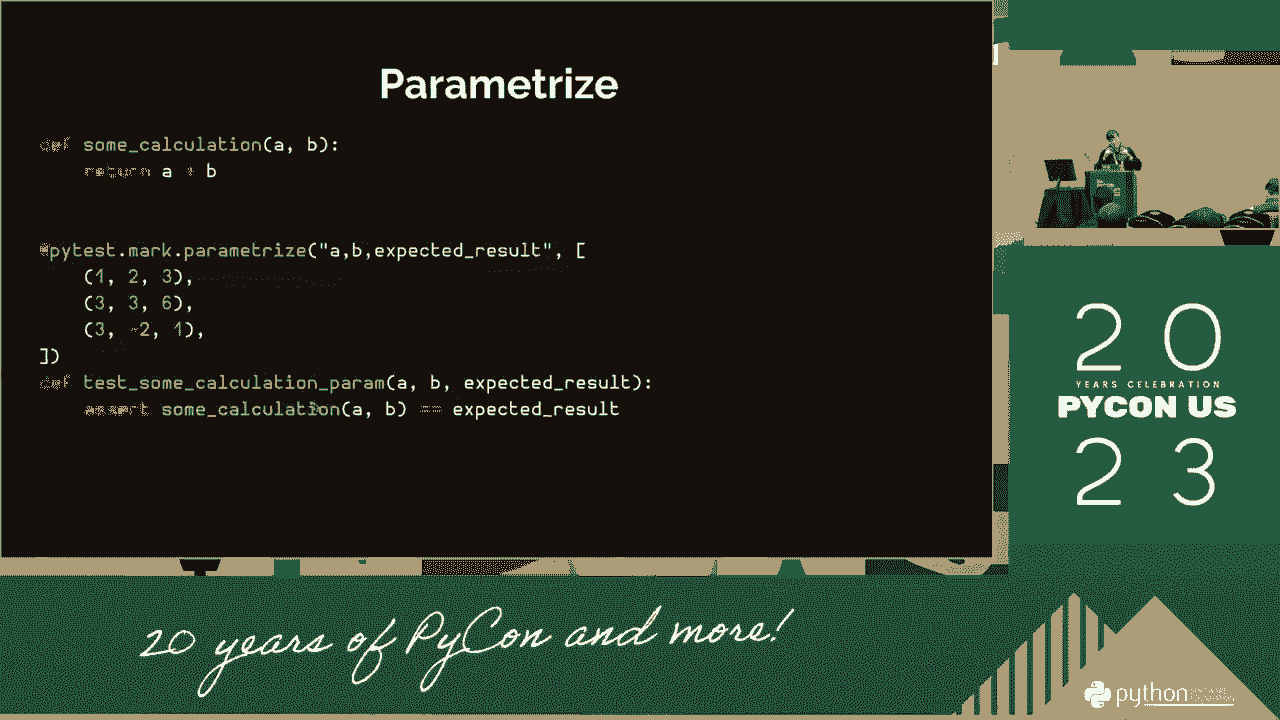 Parametrize
def some_calculation(a, b):
    return a + b
@pytest.mark.parametrize("a,b,expected_result", [
    (1, 2, 3),
    (3, 3, 6),
    (3, -2, 1),
])
def test_some_calculation_param(a, b, expected_result):
    assert some_calculation(a, b) == expected_result
20
YEARS CELEBRATION
PYCON US
23
20 years of PyCon and more!
python